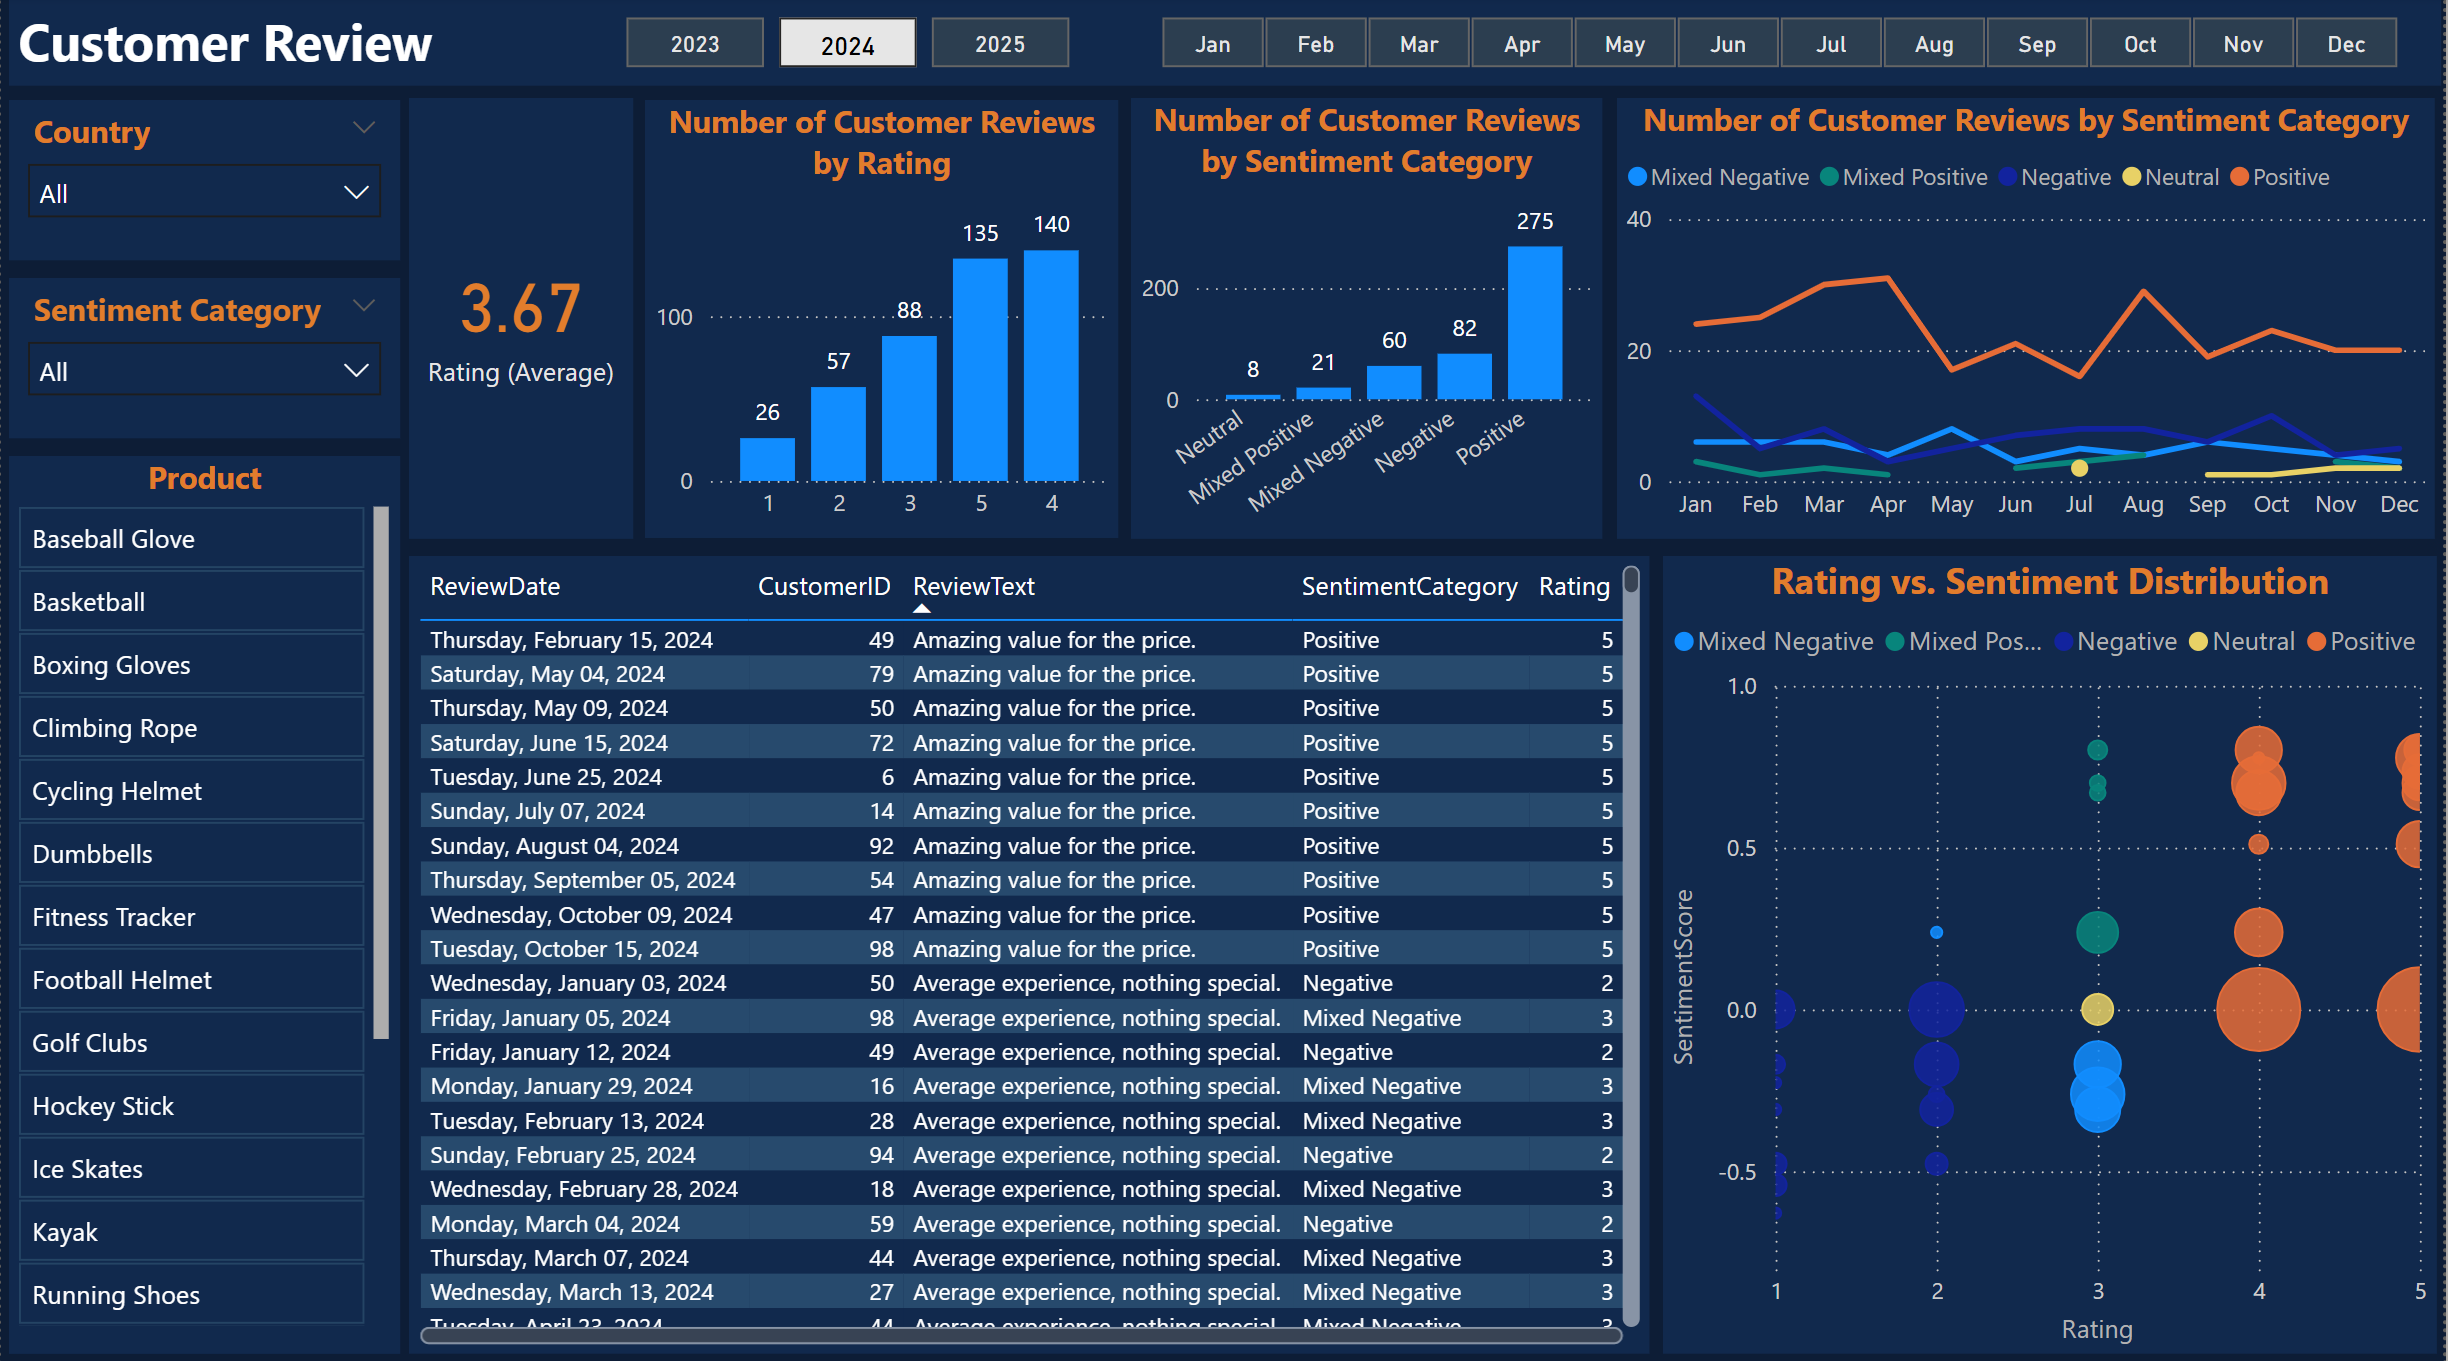 Customer Review
2023 2024 2025
Jan Feb Mar Apr May Jun Jul Aug Sep Oct Nov Dec
Country
All
Sentiment Category
All
Product
Baseball Glove
Basketball
Boxing Gloves
Climbing Rope
Cycling Helmet
Dumbbells
Fitness Tracker
Football Helmet
Golf Clubs
Hockey Stick
Ice Skates
Kayak
Running Shoes
3.67
Rating (Average)
Number of Customer Reviews
by Rating
140
135
88
57
26
100
0
1 2 3 5 4
Number of Customer Reviews
by Sentiment Category
275
82
60
21
8
200
0
Neutral
Mixed Positive
Mixed Negative
Negative
Positive
Number of Customer Reviews by Sentiment Category
Mixed Negative Mixed Positive Negative Neutral Positive
40
20
0
Jan Feb Mar Apr May Jun Jul Aug Sep Oct Nov Dec
ReviewDate CustomerID ReviewText SentimentCategory Rating
Thursday, February 15, 2024 49 Amazing value for the price. Positive 5
Saturday, May 04, 2024 79 Amazing value for the price. Positive 5
Thursday, May 09, 2024 50 Amazing value for the price. Positive 5
Saturday, June 15, 2024 72 Amazing value for the price. Positive 5
Tuesday, June 25, 2024 6 Amazing value for the price. Positive 5
Sunday, July 07, 2024 14 Amazing value for the price. Positive 5
Sunday, August 04, 2024 92 Amazing value for the price. Positive 5
Thursday, September 05, 2024 54 Amazing value for the price. Positive 5
Wednesday, October 09, 2024 47 Amazing value for the price. Positive 5
Tuesday, October 15, 2024 98 Amazing value for the price. Positive 5
Wednesday, January 03, 2024 50 Average experience, nothing special. Negative 2
Friday, January 05, 2024 98 Average experience, nothing special. Mixed Negative 3
Friday, January 12, 2024 49 Average experience, nothing special. Negative 2
Monday, January 29, 2024 16 Average experience, nothing special. Mixed Negative 3
Tuesday, February 13, 2024 28 Average experience, nothing special. Mixed Negative 3
Sunday, February 25, 2024 94 Average experience, nothing special. Negative 2
Wednesday, February 28, 2024 18 Average experience, nothing special. Mixed Negative 3
Monday, March 04, 2024 59 Average experience, nothing special. Negative 2
Thursday, March 07, 2024 44 Average experience, nothing special. Mixed Negative 3
Wednesday, March 13, 2024 27 Average experience, nothing special. Mixed Negative 3
Tuesday, April 23, 2024 44 Average experience, nothing special. Mixed Negative 3
Rating vs. Sentiment Distribution
Mixed Negative Mixed Pos... Negative Neutral Positive
SentimentScore
1.0
0.5
0.0
-0.5
1 2 3 4 5
Rating